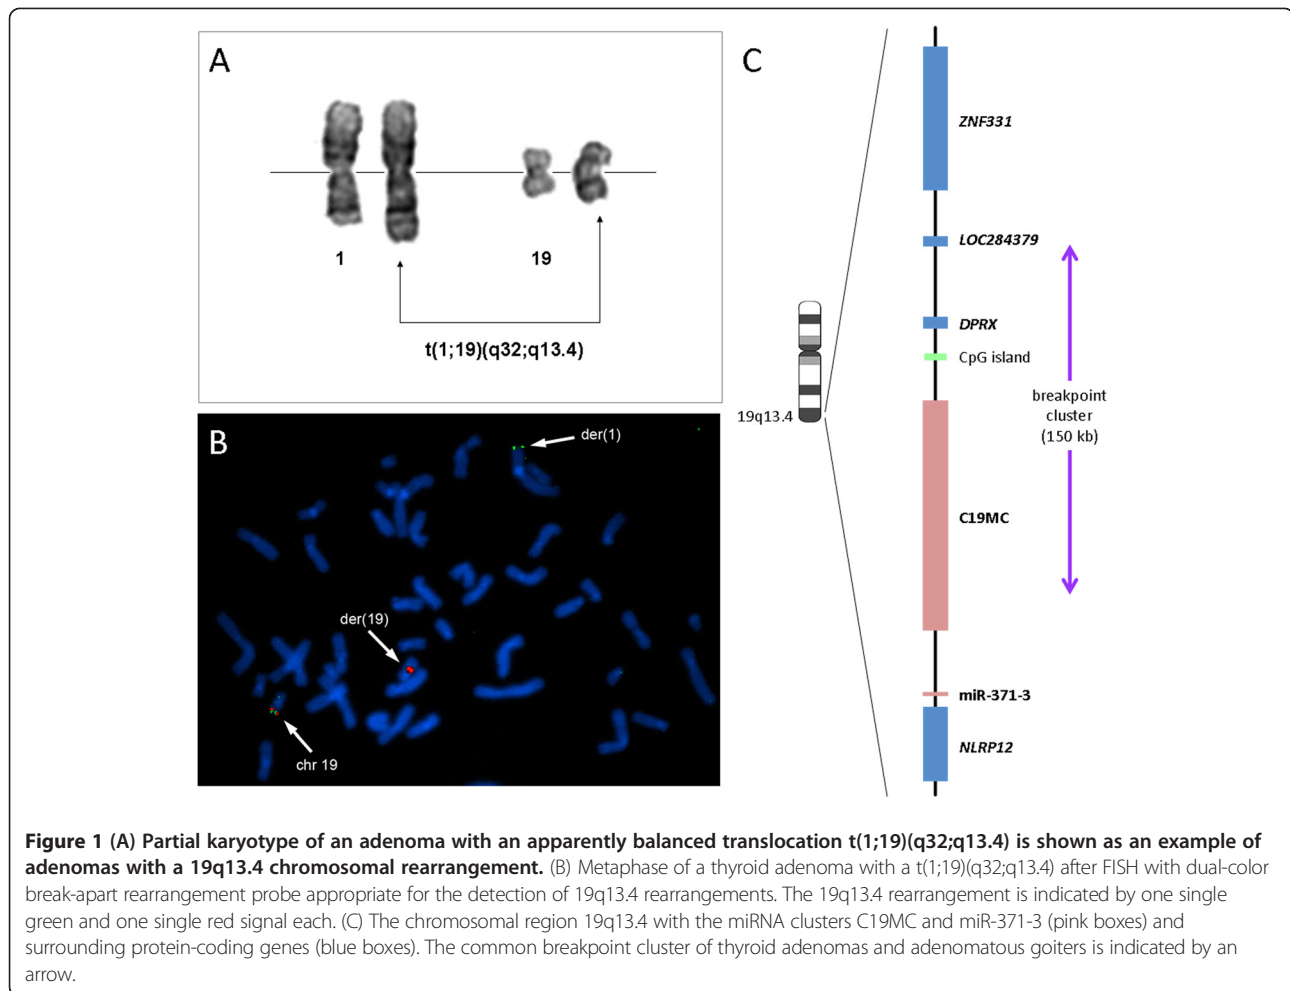 A
1
19
t(1;19)(q32;q13.4)
B
der(1)
der(19)
chr 19
C
19q13.4
ZNF331
LOC284379
DPRX
CpG island
breakpoint
cluster
(150 kb)
C19MC
miR-371-3
NLRP12
Figure 1 (A) Partial karyotype of an adenoma with an apparently balanced translocation t(1;19)(q32;q13.4) is shown as an example of
adenomas with a 19q13.4 chromosomal rearrangement. (B) Metaphase of a thyroid adenoma with a t(1;19)(q32;q13.4) after FISH with dual-color
break-apart rearrangement probe appropriate for the detection of 19q13.4 rearrangements. The 19q13.4 rearrangement is indicated by one single
green and one single red signal each. (C) The chromosomal region 19q13.4 with the miRNA clusters C19MC and miR-371-3 (pink boxes) and
surrounding protein-coding genes (blue boxes). The common breakpoint cluster of thyroid adenomas and adenomatous goiters is indicated by an
arrow.